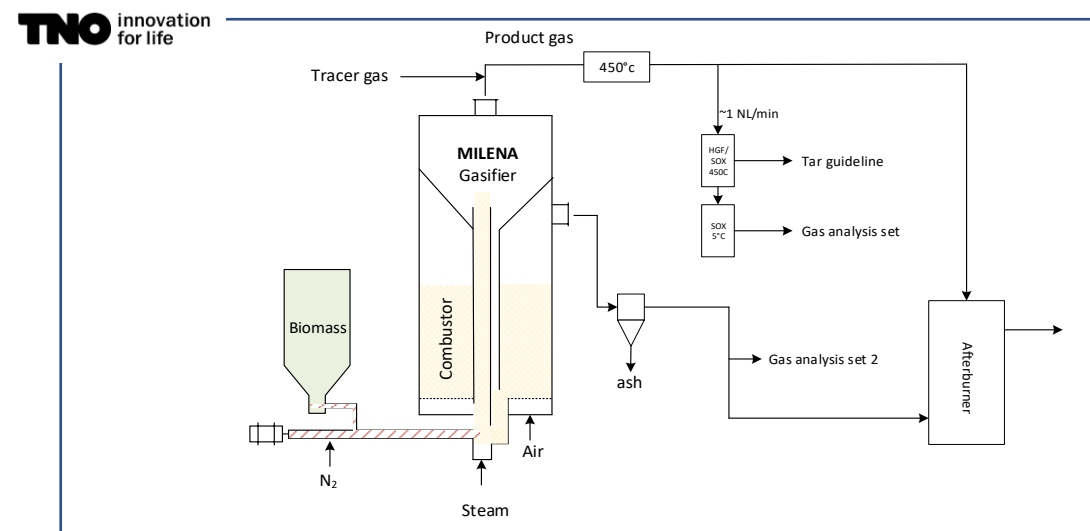 TNO innovation
for life
Product gas
Tracer gas
450°c
~1 NL/min
MILENA
Gasifier
HGF/
SOX
450C
Tar guideline
SOX
5°C
Gas analysis set
Biomass
Combustor
Gas analysis set 2
ash
Afterburner
Air
N₂
Steam